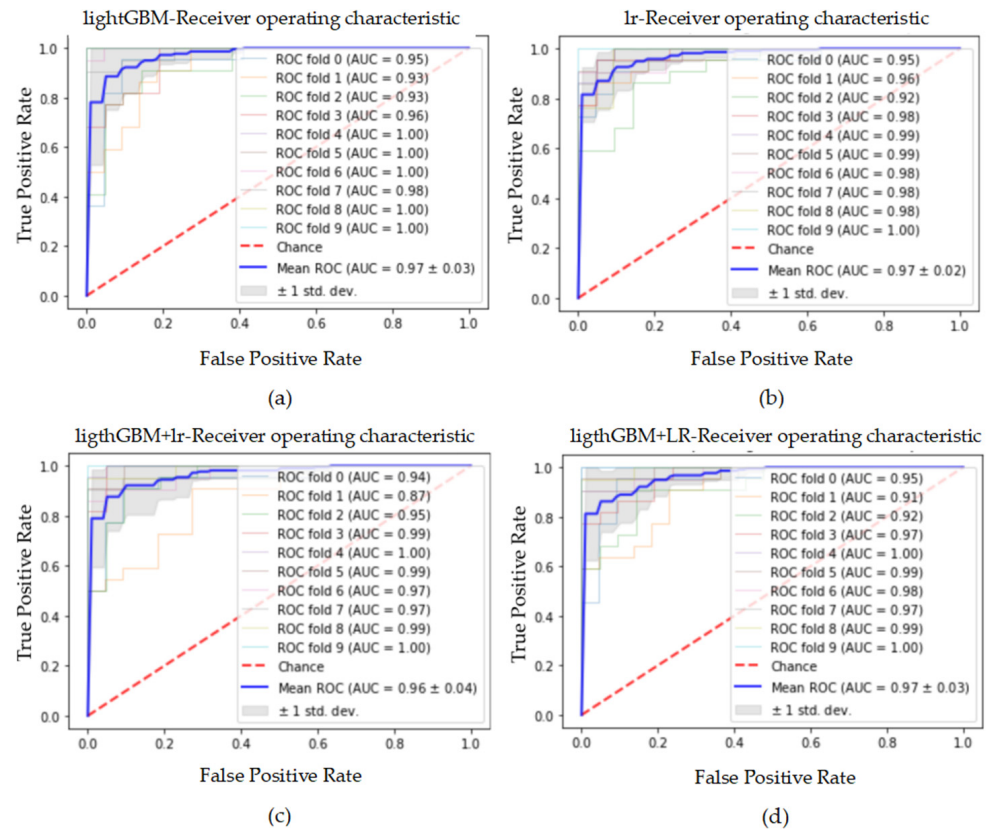 lightGBM-Receiver operating characteristic
1.0
0.8
0.6
0.4
0.2
0.0
True Positive Rate
ROC fold 0 (AUC = 0.95)
ROC fold 1 (AUC = 0.93)
ROC fold 2 (AUC = 0.93)
ROC fold 3 (AUC = 0.96)
ROC fold 4 (AUC = 1.00)
ROC fold 5 (AUC = 1.00)
ROC fold 6 (AUC = 1.00)
ROC fold 7 (AUC = 0.98)
ROC fold 8 (AUC = 1.00)
ROC fold 9 (AUC = 1.00)
Chance
Mean ROC (AUC = 0.97 ± 0.03)
± 1 std. dev.
0.0 0.2 0.4 0.6 0.8 1.0
False Positive Rate
(a)
lr-Receiver operating characteristic
1.0
0.8
0.6
0.4
0.2
0.0
True Positive Rate
ROC fold 0 (AUC = 0.95)
ROC fold 1 (AUC = 0.96)
ROC fold 2 (AUC = 0.92)
ROC fold 3 (AUC = 0.98)
ROC fold 4 (AUC = 0.99)
ROC fold 5 (AUC = 0.99)
ROC fold 6 (AUC = 0.98)
ROC fold 7 (AUC = 0.98)
ROC fold 8 (AUC = 0.98)
ROC fold 9 (AUC = 1.00)
Chance
Mean ROC (AUC = 0.97 ± 0.02)
± 1 std. dev.
0.0 0.2 0.4 0.6 0.8 1.0
False Positive Rate
(b)
ligthGBM+lr-Receiver operating characteristic
1.0
0.8
0.6
0.4
0.2
0.0
True Positive Rate
ROC fold 0 (AUC = 0.94)
ROC fold 1 (AUC = 0.87)
ROC fold 2 (AUC = 0.95)
ROC fold 3 (AUC = 0.99)
ROC fold 4 (AUC = 1.00)
ROC fold 5 (AUC = 0.99)
ROC fold 6 (AUC = 0.97)
ROC fold 7 (AUC = 0.97)
ROC fold 8 (AUC = 0.99)
ROC fold 9 (AUC = 1.00)
Chance
Mean ROC (AUC = 0.96 ± 0.04)
± 1 std. dev.
0.0 0.2 0.4 0.6 0.8 1.0
False Positive Rate
(c)
ligthGBM+LR-Receiver operating characteristic
1.0
0.8
0.6
0.4
0.2
0.0
True Positive Rate
ROC fold 0 (AUC = 0.95)
ROC fold 1 (AUC = 0.91)
ROC fold 2 (AUC = 0.92)
ROC fold 3 (AUC = 0.97)
ROC fold 4 (AUC = 1.00)
ROC fold 5 (AUC = 0.99)
ROC fold 6 (AUC = 0.98)
ROC fold 7 (AUC = 0.97)
ROC fold 8 (AUC = 0.99)
ROC fold 9 (AUC = 1.00)
Chance
Mean ROC (AUC = 0.97 ± 0.03)
± 1 std. dev.
0.0 0.2 0.4 0.6 0.8 1.0
False Positive Rate
(d)